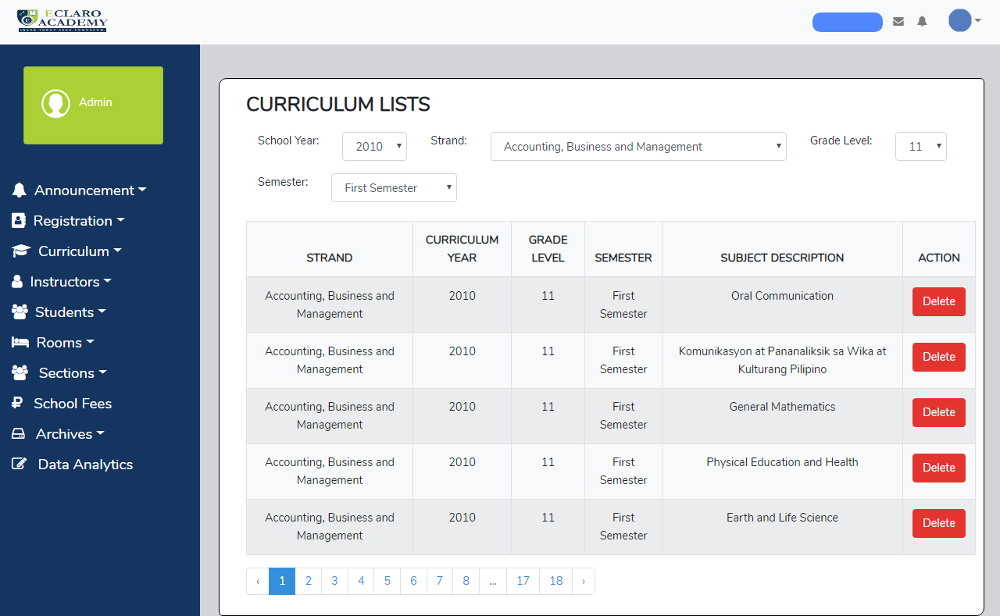 ECLARO
ACADEMY
LEARN TODAY LEAD TOMORROW.
Admin
Announcement
Registration
Curriculum
Instructors
Students
Rooms
Sections
School Fees
Archives
Data Analytics
CURRICULUM LISTS
School Year: 2010 Strand: Accounting, Business and Management Grade Level: 11
Semester: First Semester
STRAND CURRICULUM YEAR GRADE LEVEL SEMESTER SUBJECT DESCRIPTION ACTION
Accounting, Business and 2010 11 First Oral Communication Delete
Management Semester
Accounting, Business and 2010 11 First Komunikasyon at Pananaliksik sa Wika at Delete
Management Semester Kulturang Pilipino
Accounting, Business and 2010 11 First General Mathematics Delete
Management Semester
Accounting, Business and 2010 11 First Physical Education and Health Delete
Management Semester
Accounting, Business and 2010 11 First Earth and Life Science Delete
Management Semester
‹ 1 2 3 4 5 6 7 8 ... 17 18 ›